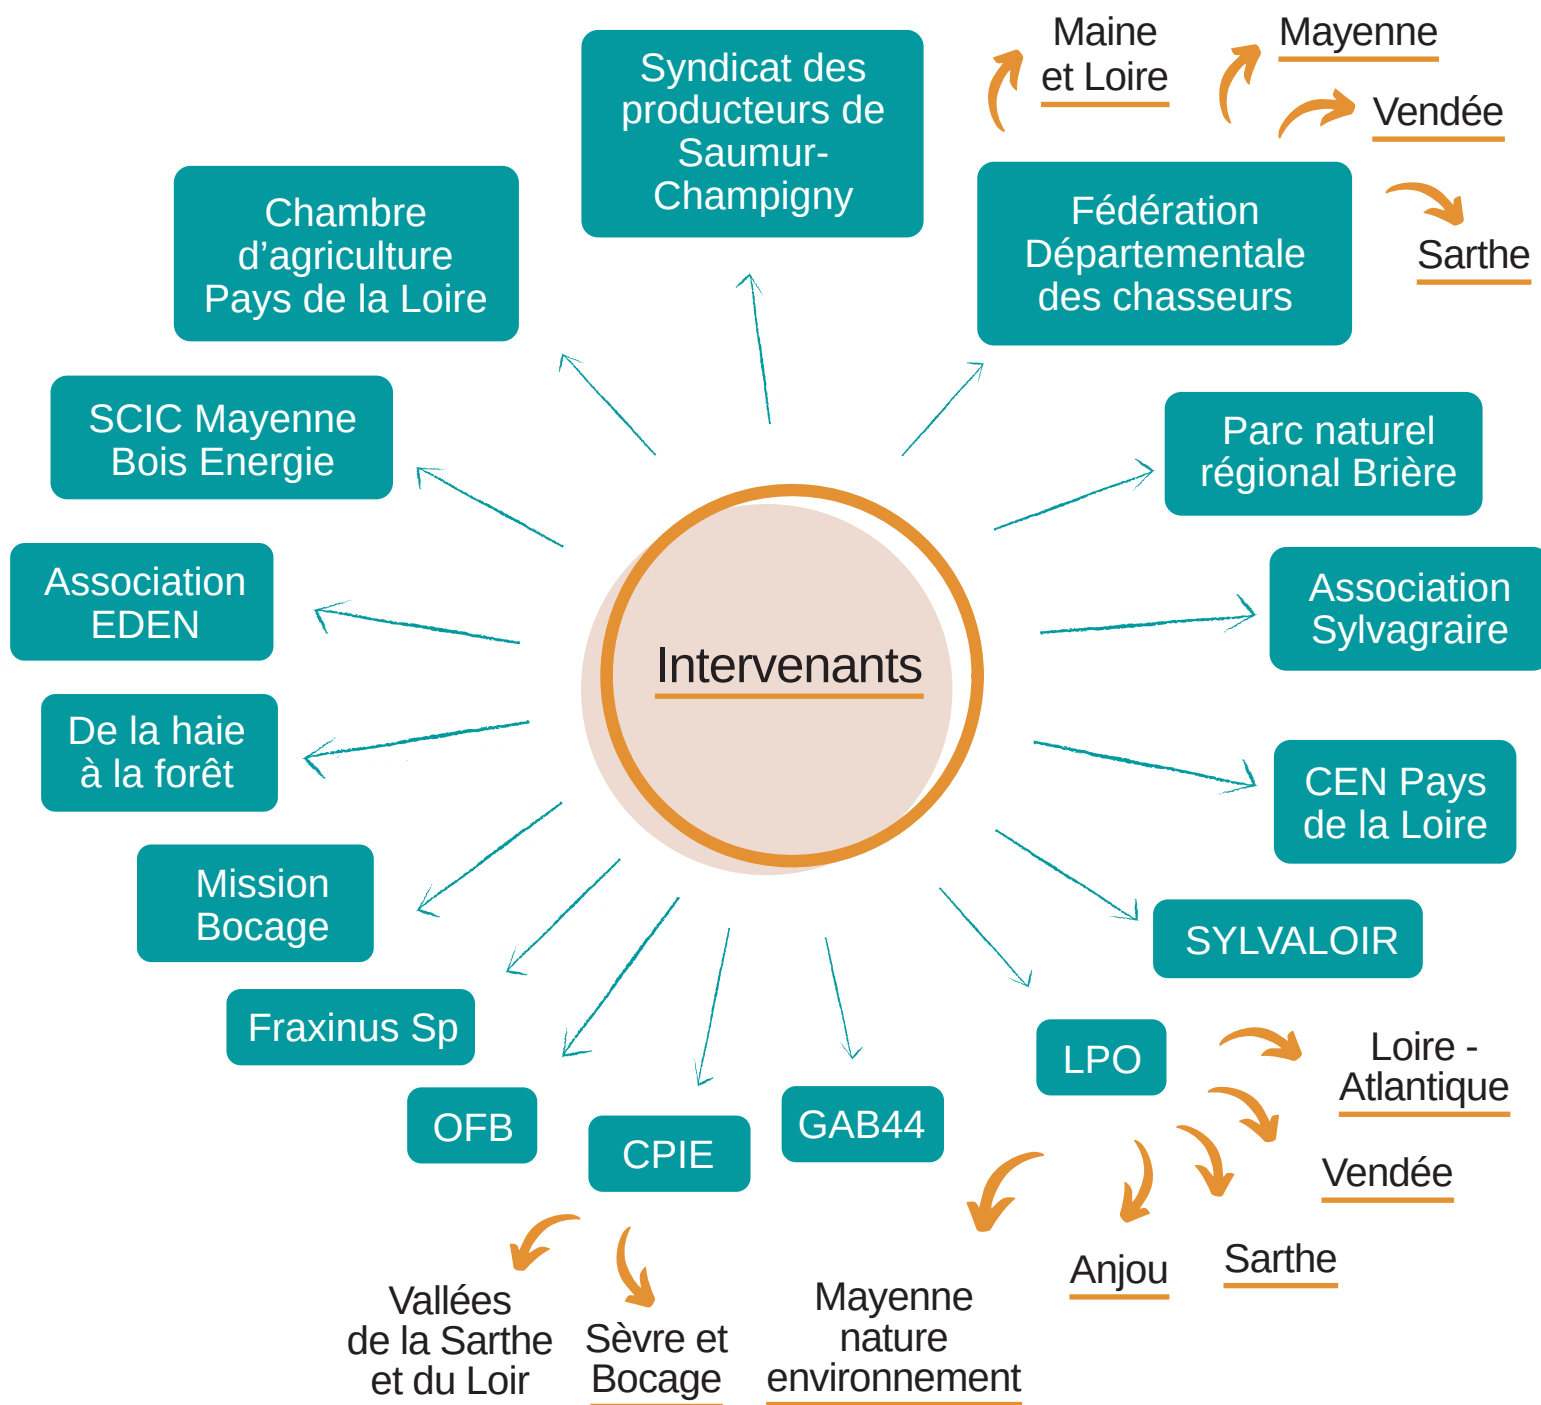 Maine
et Loire
Mayenne
Vendée
Sarthe
Syndicat des
producteurs de
Saumur-
Champigny
Fédération
Départementale
des chasseurs
Chambre
d’agriculture
Pays de la Loire
SCIC Mayenne
Bois Energie
Parc naturel
régional Brière
Association
EDEN
Association
Sylvagraire
Intervenants
De la haie
à la forêt
CEN Pays
de la Loire
Mission
Bocage
SYLVALOIR
Fraxinus Sp
LPO
OFB
CPIE
GAB44
Loire -
Atlantique
Vendée
Sarthe
Anjou
Mayenne
nature
environnement
Vallées
de la Sarthe
et du Loir
Sèvre et
Bocage